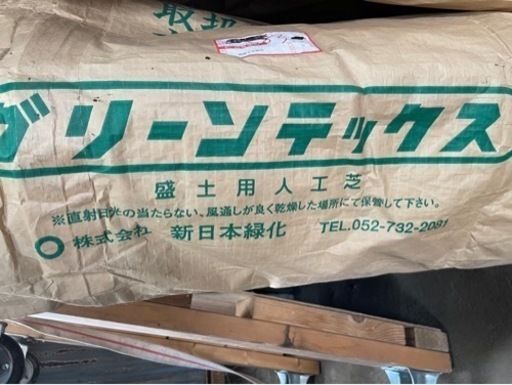 取扱
グリーンテックス
盛土用人工芝
※直射日光の当たらない、風通しが良く乾燥した場所にて保管して下さい。
株式会社 新日本緑化 TEL.052-732-2091